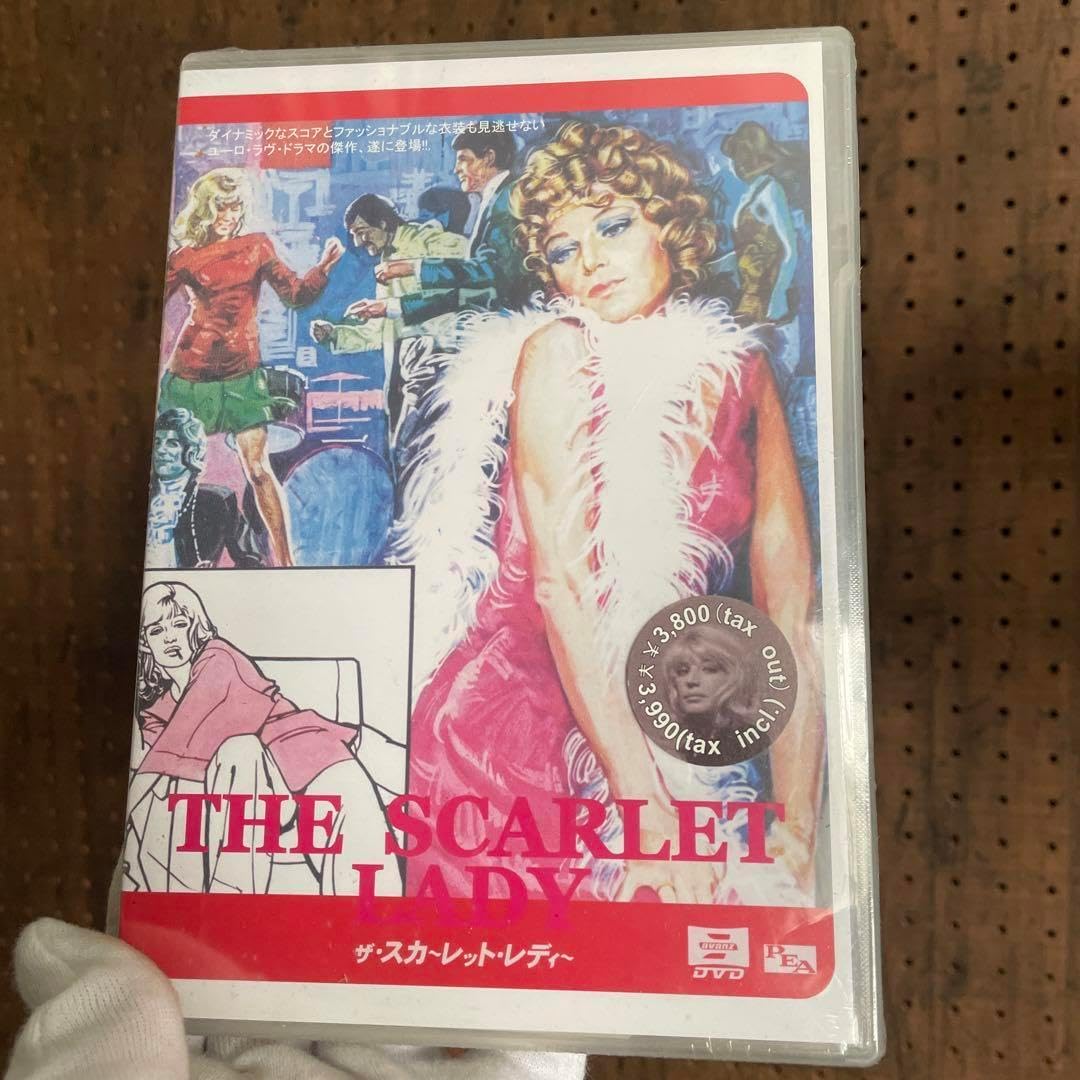 ダイナミックなスコアとファッショナブルな衣装も見逃せない
ユーロ・ラヴ・ドラマの傑作、遂に登場!!.
¥3,800(tax out)
¥3,990(tax incl.)
THE SCARLET
LADY
ザ・スカ〜レット・レディ〜
avanz
DVD
PEA